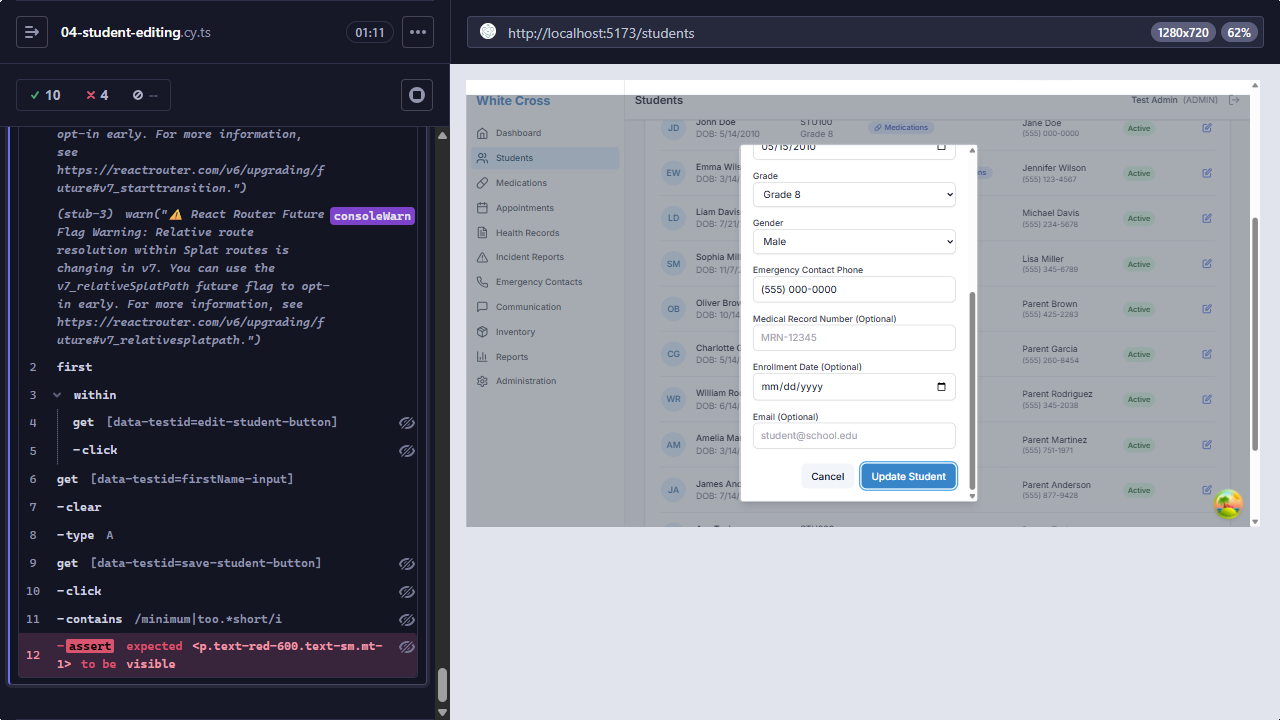 04-student-editing.cy.ts
01:11
10
4
--
opt-in early. For more information,
see
https://reactrouter.com/v6/upgrading/f
uture#v7_starttransition.")
(stub-3) warn("⚠️ React Router Future
consoleWarn
Flag Warning: Relative route
resolution within Splat routes is
changing in v7. You can use the
v7_relativeSplatPath future flag to opt-
in early. For more information, see
https://reactrouter.com/v6/upgrading/f
uture#v7_relativesplatpath.")
2 first
3 within
4 get [data-testid=edit-student-button]
5 -click
6 get [data-testid=firstName-input]
7 -clear
8 -type A
9 get [data-testid=save-student-button]
10 -click
11 -contains /minimum|too.*short/i
12 -assert expected <p.text-red-600.text-sm.mt-
1> to be visible
http://localhost:5173/students
1280x720
62%
White Cross
Students
Test Admin (ADMIN)
Dashboard
Students
Medications
Appointments
Health Records
Incident Reports
Emergency Contacts
Communication
Inventory
Reports
Administration
JD John Doe STU100 Medications Jane Doe Active
DOB: 5/14/2010 Grade 8 (555) 000-0000
EW Emma Wils Jennifer Wilson Active
DOB: 3/14/ (555) 123-4567
LD Liam Davis Michael Davis Active
DOB: 7/21/ (555) 234-5678
SM Sophia Mil Lisa Miller Active
DOB: 11/7/ (555) 345-6789
OB Oliver Brow Parent Brown Active
DOB: 10/14 (555) 425-2283
CG Charlotte G Parent Garcia Active
DOB: 5/14/ (555) 260-8454
WR William Ro Parent Rodriguez Active
DOB: 6/14/ (555) 345-2038
AM Amelia Mar Parent Martinez Active
DOB: 3/14/ (555) 751-1971
JA James And Parent Anderson Active
DOB: 7/14/ (555) 877-9428
05/15/2010
Grade
Grade 8
Gender
Male
Emergency Contact Phone
(555) 000-0000
Medical Record Number (Optional)
MRN-12345
Enrollment Date (Optional)
mm/dd/yyyy
Email (Optional)
student@school.edu
Cancel
Update Student